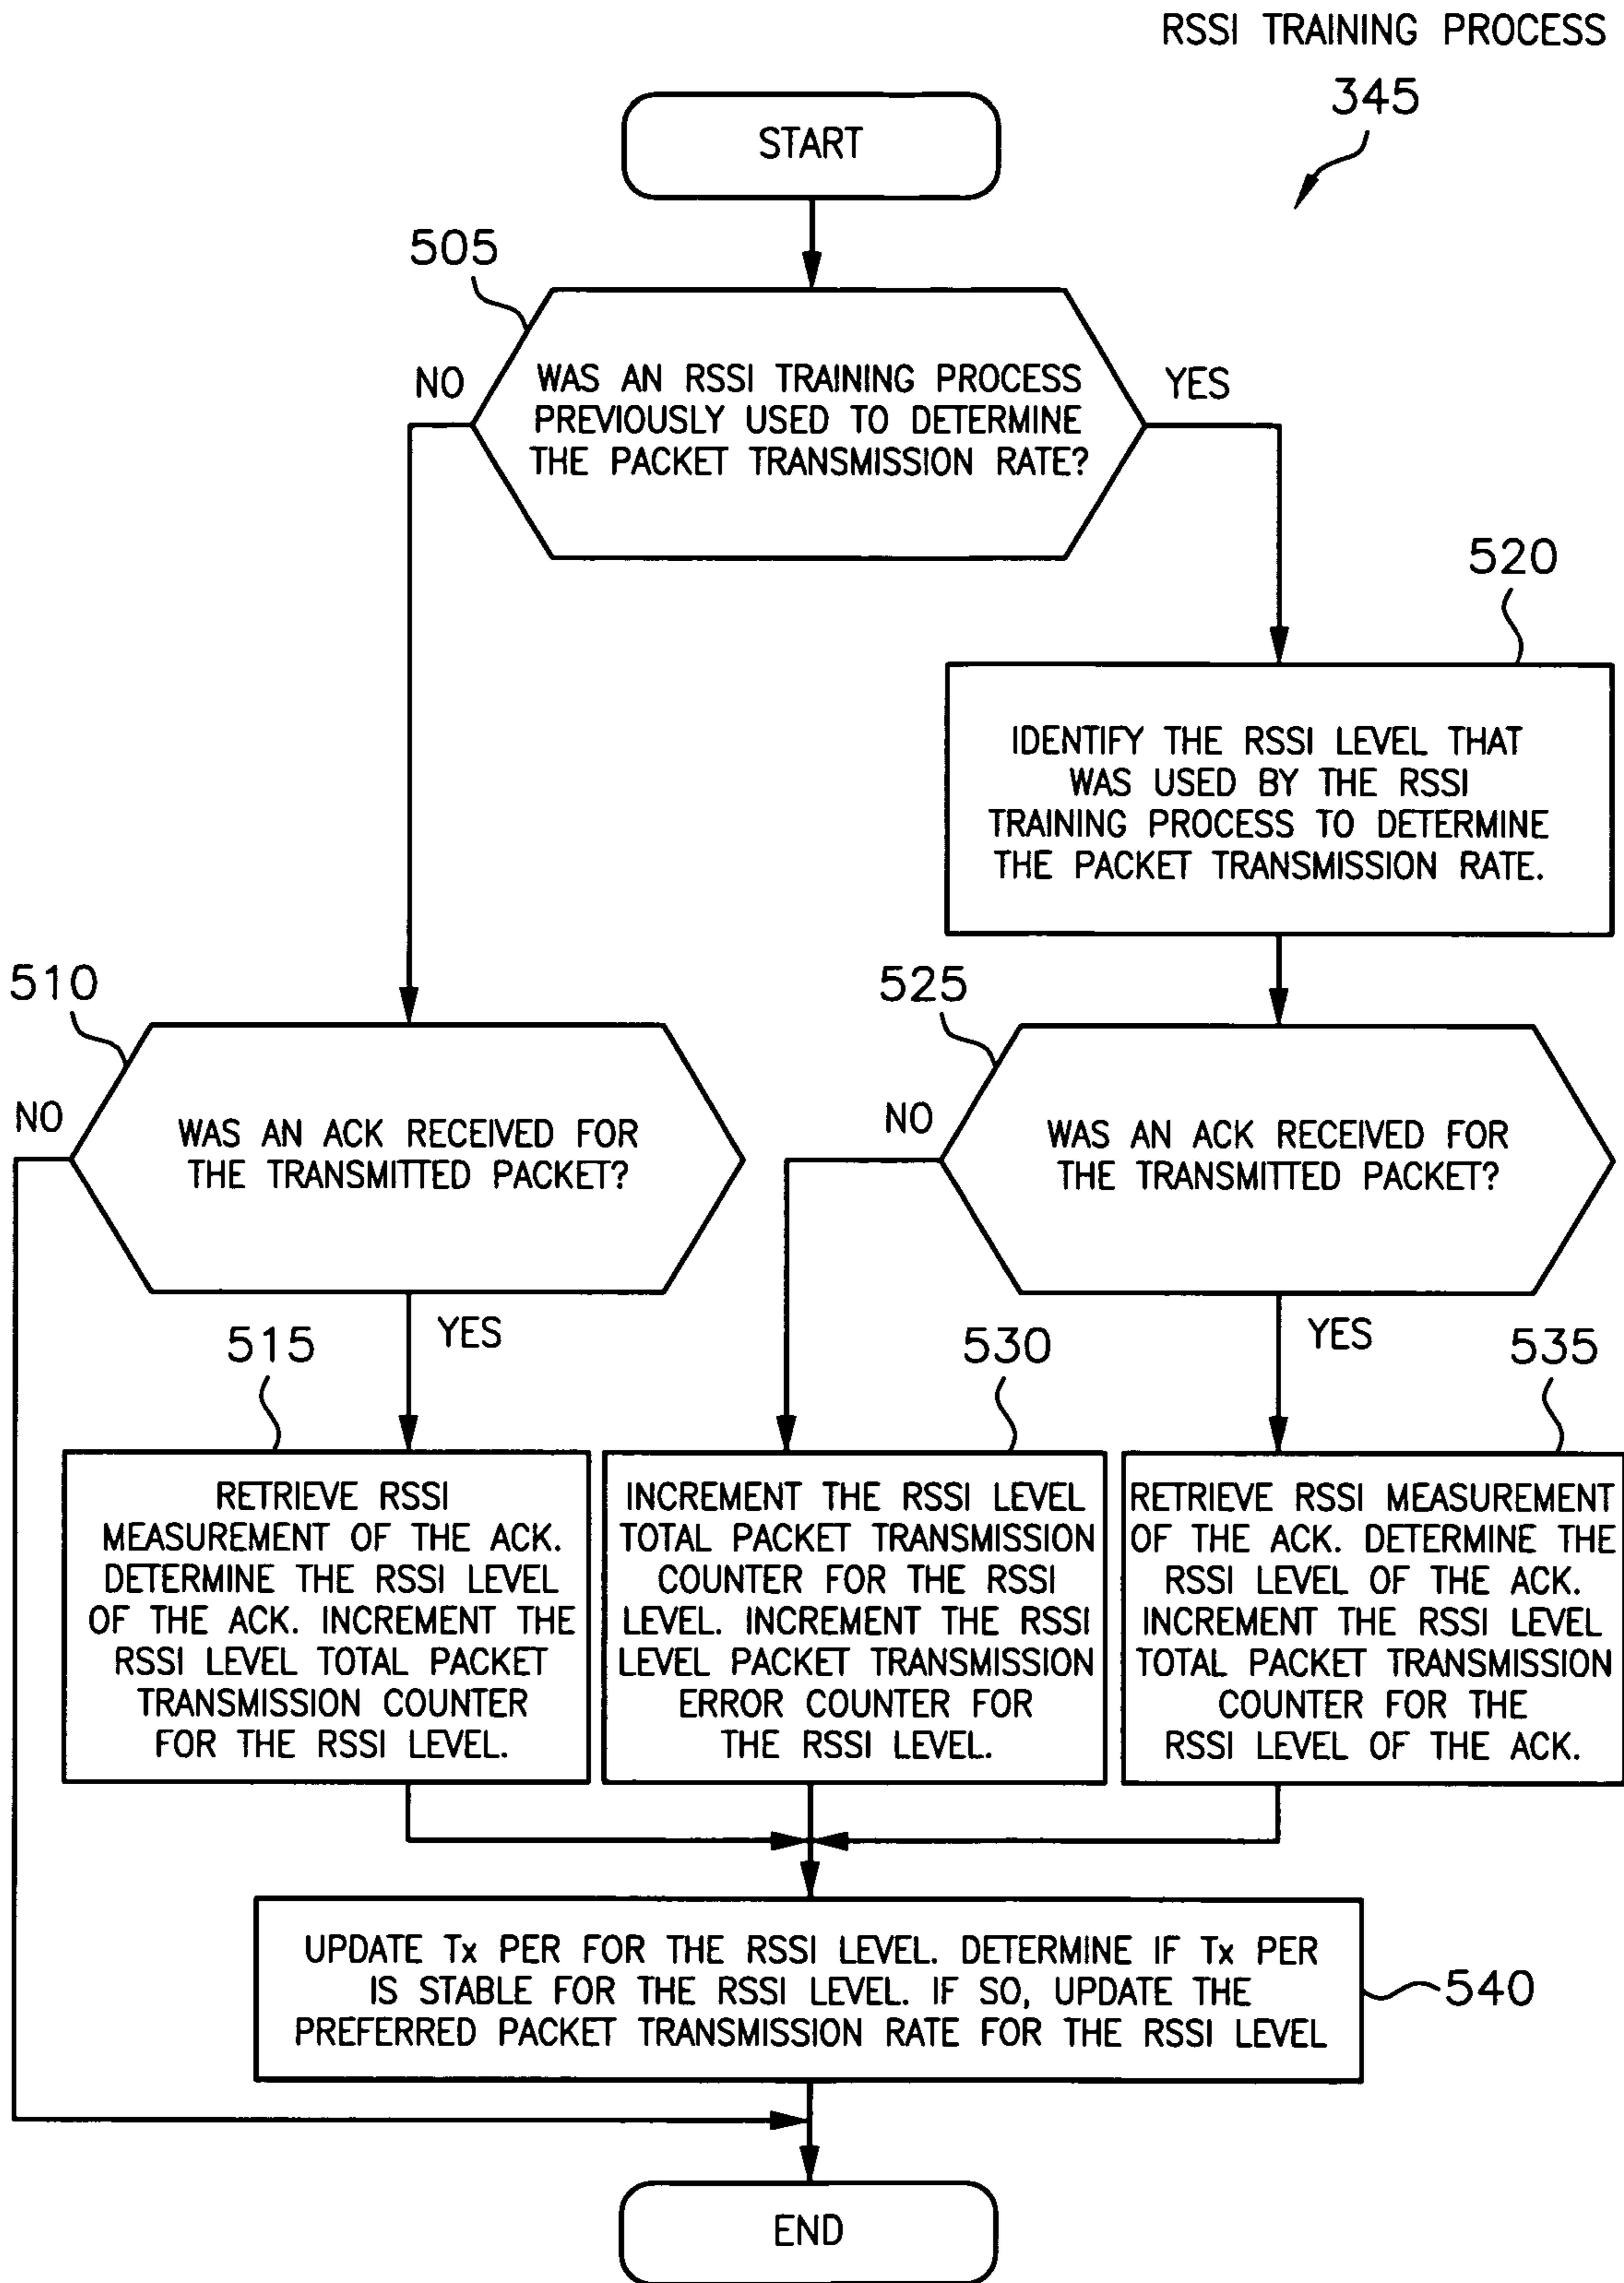 RSSI TRAINING PROCESS
345
START
505
NO
WAS AN RSSI TRAINING PROCESS
PREVIOUSLY USED TO DETERMINE
THE PACKET TRANSMISSION RATE?
YES
520
IDENTIFY THE RSSI LEVEL THAT
WAS USED BY THE RSSI
TRAINING PROCESS TO DETERMINE
THE PACKET TRANSMISSION RATE.
510
NO
WAS AN ACK RECEIVED FOR
THE TRANSMITTED PACKET?
YES
525
NO
WAS AN ACK RECEIVED FOR
THE TRANSMITTED PACKET?
YES
515
RETRIEVE RSSI
MEASUREMENT OF THE ACK.
DETERMINE THE RSSI LEVEL
OF THE ACK. INCREMENT THE
RSSI LEVEL TOTAL PACKET
TRANSMISSION COUNTER
FOR THE RSSI LEVEL.
530
INCREMENT THE RSSI LEVEL
TOTAL PACKET TRANSMISSION
COUNTER FOR THE RSSI
LEVEL. INCREMENT THE RSSI
LEVEL PACKET TRANSMISSION
ERROR COUNTER FOR
THE RSSI LEVEL.
535
RETRIEVE RSSI MEASUREMENT
OF THE ACK. DETERMINE THE
RSSI LEVEL OF THE ACK.
INCREMENT THE RSSI LEVEL
TOTAL PACKET TRANSMISSION
COUNTER FOR THE
RSSI LEVEL OF THE ACK.
UPDATE Tx PER FOR THE RSSI LEVEL. DETERMINE IF Tx PER
IS STABLE FOR THE RSSI LEVEL. IF SO, UPDATE THE
PREFERRED PACKET TRANSMISSION RATE FOR THE RSSI LEVEL
540
END